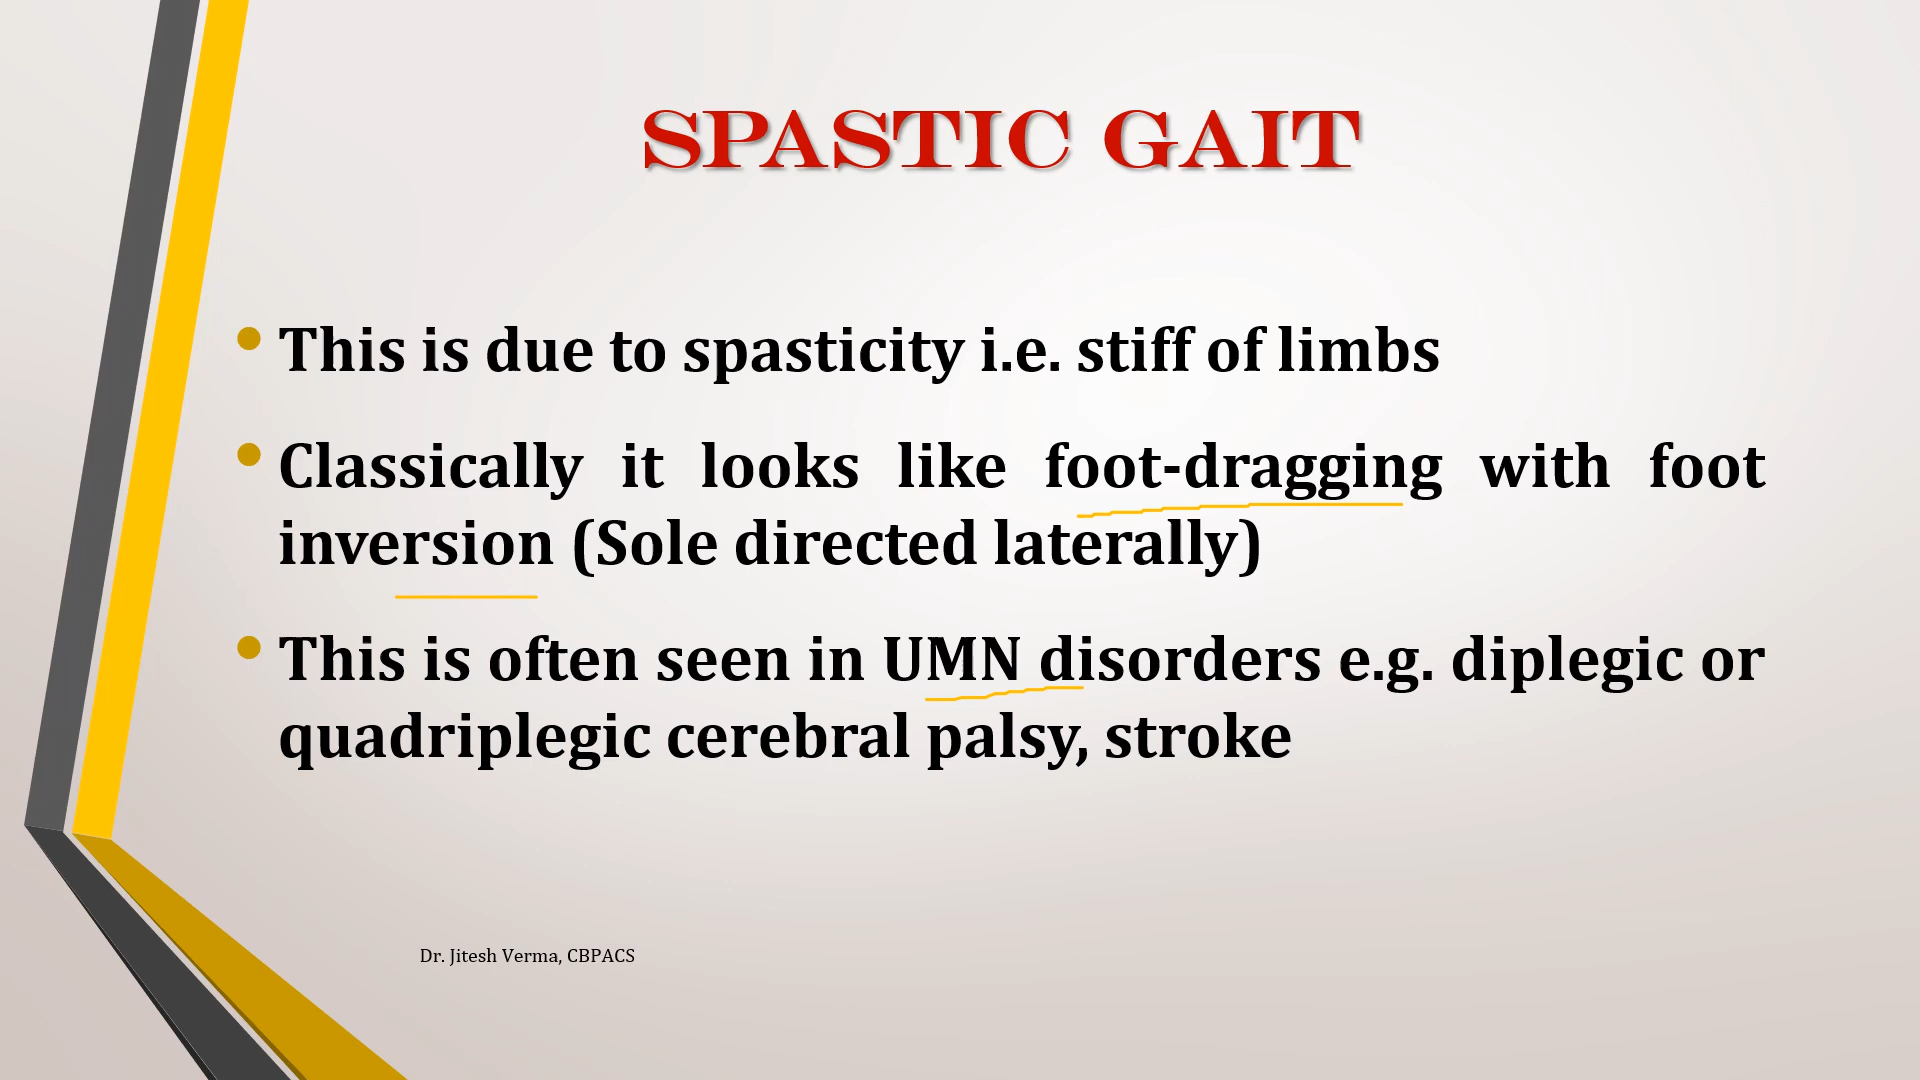 SPASTIC GAIT
• This is due to spasticity i.e. stiff of limbs
• Classically it looks like foot-dragging with foot
inversion (Sole directed laterally)
• This is often seen in UMN disorders e.g. diplegic or
quadriplegic cerebral palsy, stroke
Dr. Jitesh Verma, CBPACS